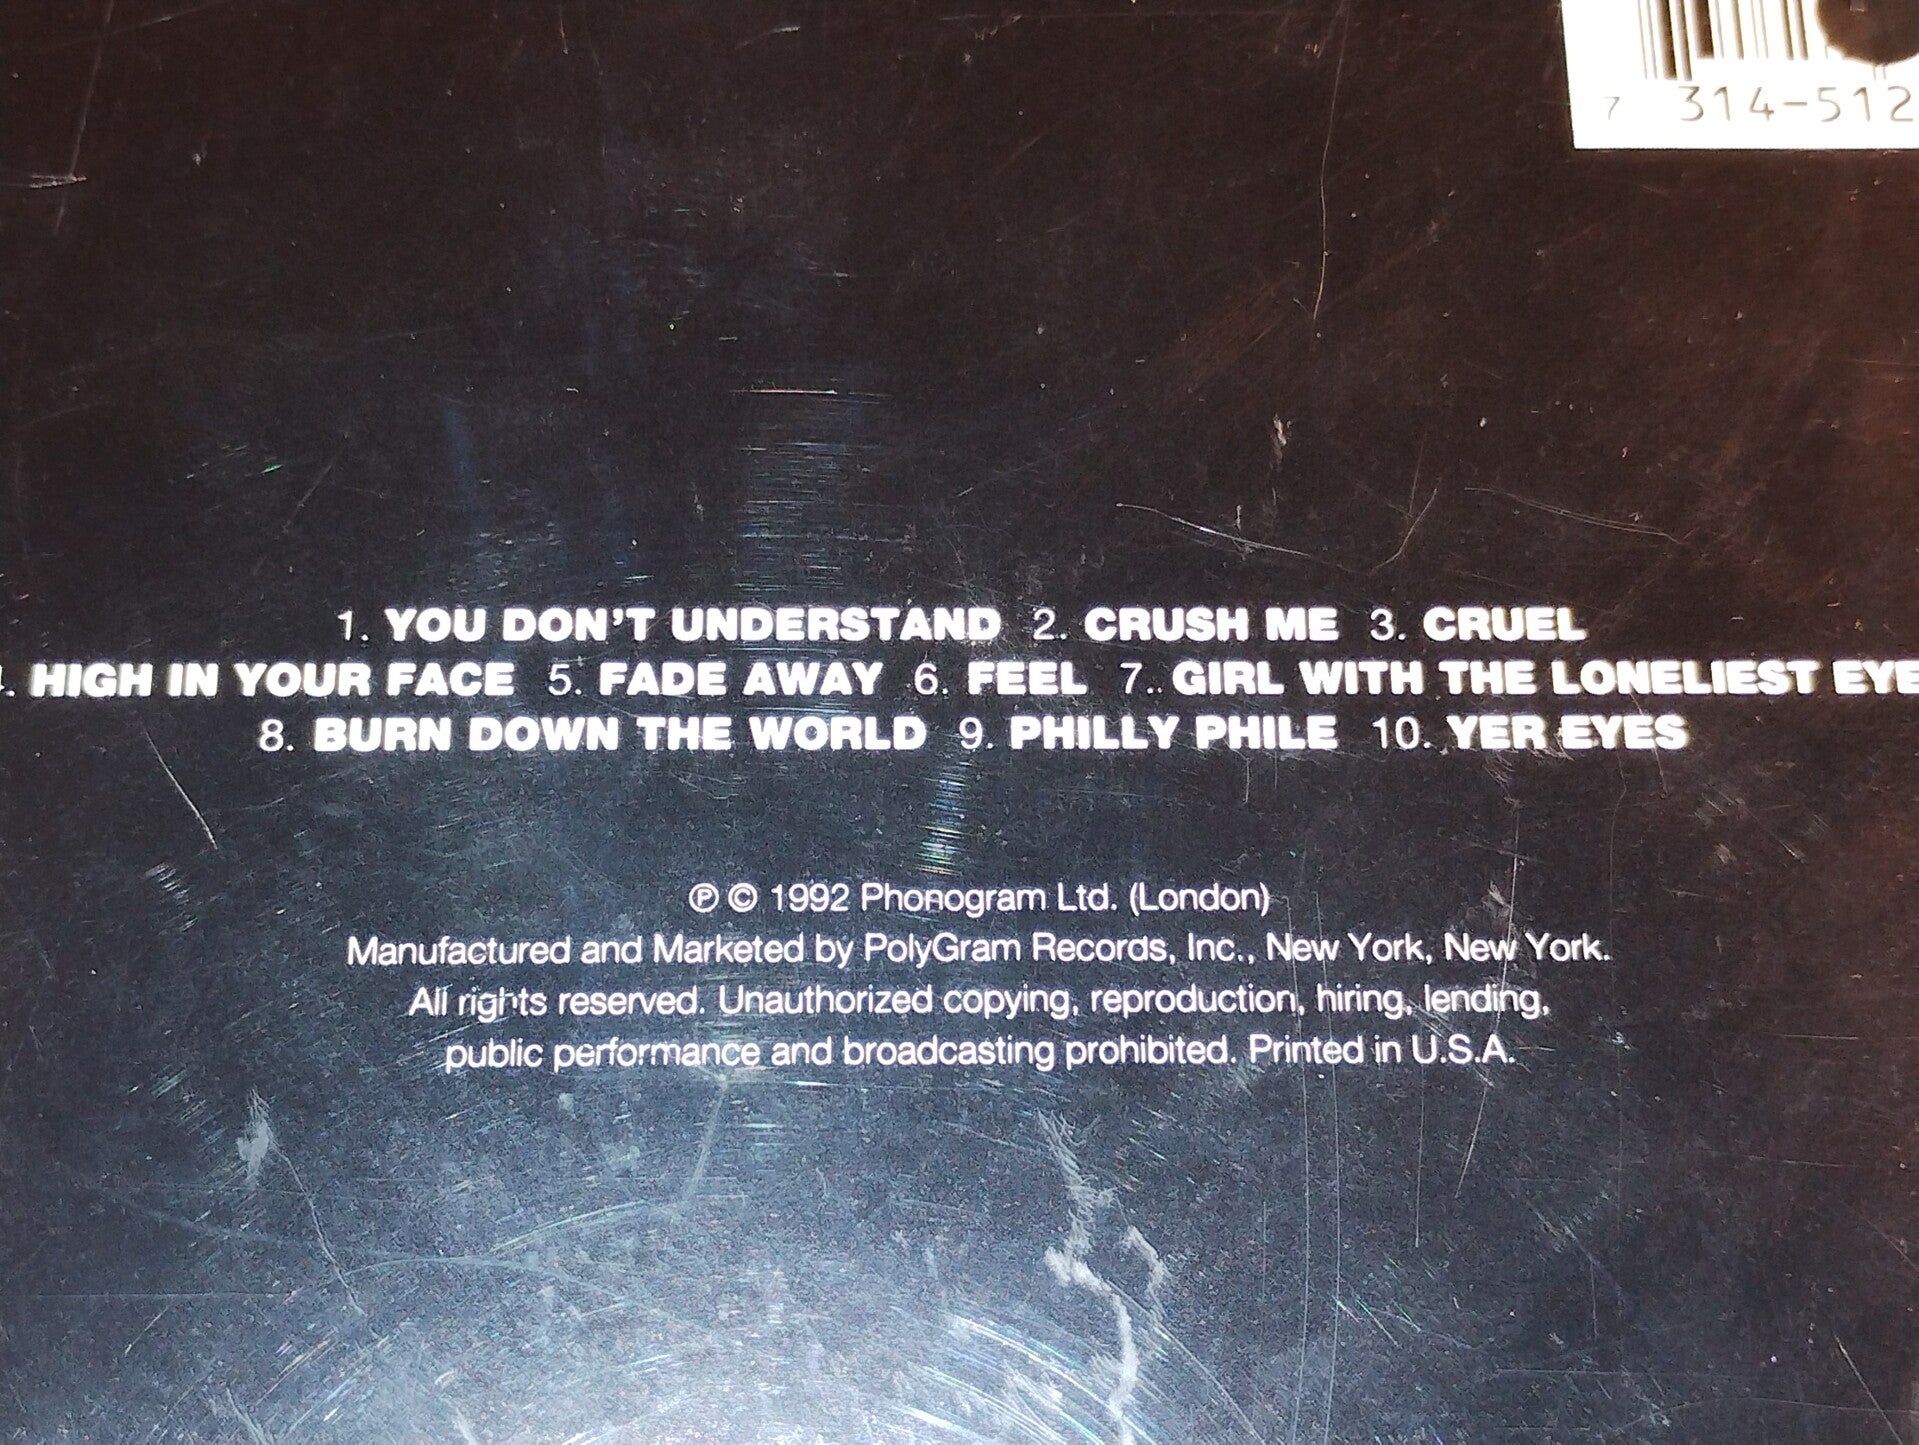 7 314-512
1. YOU DON'T UNDERSTAND 2. CRUSH ME 3. CRUEL
. HIGH IN YOUR FACE 5. FADE AWAY 6. FEEL 7. GIRL WITH THE LONELIEST EYE
8. BURN DOWN THE WORLD 9. PHILLY PHILE 10. YER EYES
℗ © 1992 Phonogram Ltd. (London)
Manufactured and Marketed by PolyGram Records, Inc., New York, New York.
All rights reserved. Unauthorized copying, reproduction, hiring, lending,
public performance and broadcasting prohibited. Printed in U.S.A.